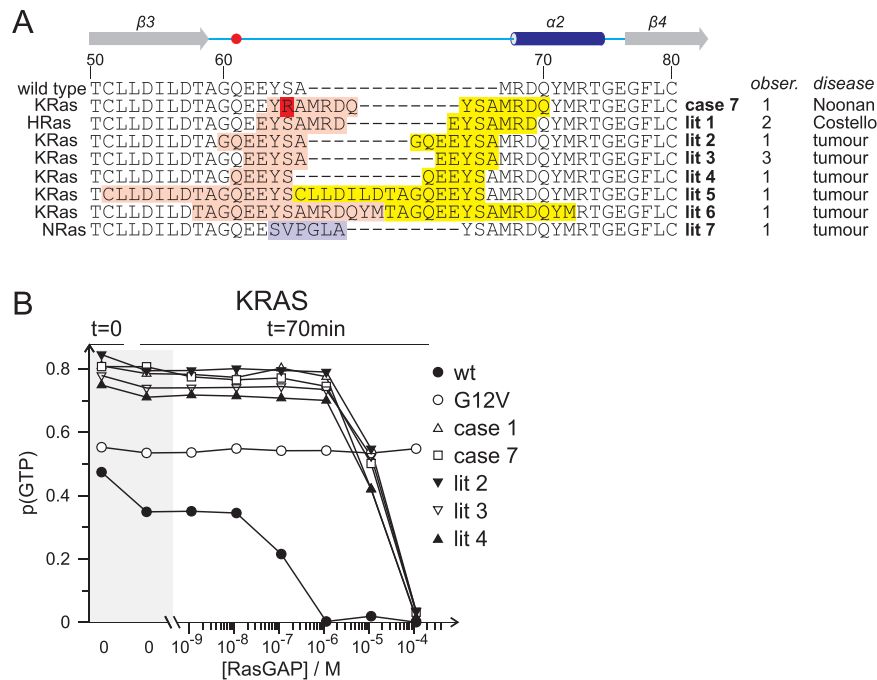 A
β3 α2 β4
50 60 70 80
obser. disease
wild type TCLLDILDTAGQEEYSA---------------MRDQYMRTGEGFLC
KRas TCLLDILDTAGQEEYRAMRDQ--------YSAMRDQYMRTGEGFLC case 7 1 Noonan
HRas TCLLDILDTAGQEEYSAMRD--------EYSAMRDQYMRTGEGFLC lit 1 2 Costello
KRas TCLLDILDTAGQEEYSA--------GQEEYSAMRDQYMRTGEGFLC lit 2 1 tumour
KRas TCLLDILDTAGQEEYSA----------EEYSAMRDQYMRTGEGFLC lit 3 3 tumour
KRas TCLLDILDTAGQEEYS----------QEEYSAMRDQYMRTGEGFLC lit 4 1 tumour
KRas TCLLDILDTAGQEEYSCLLDILDTAGQEEYSAMRDQYMRTGEGFLC lit 5 1 tumour
KRas TCLLDILDTAGQEEYSAMRDQYMTAGQEEYSAMRDQYMRTGEGFLC lit 6 1 tumour
NRas TCLLDILDTAGQEESVPGLA---------YSAMRDQYMRTGEGFLC lit 7 1 tumour
B
KRAS
t=0 t=70min
0.8
0.6
0.4
0.2
0
p(GTP)
0 0 10⁻⁹ 10⁻⁸ 10⁻⁷ 10⁻⁶ 10⁻⁵ 10⁻⁴
[RasGAP] / M
wt
G12V
case 1
case 7
lit 2
lit 3
lit 4